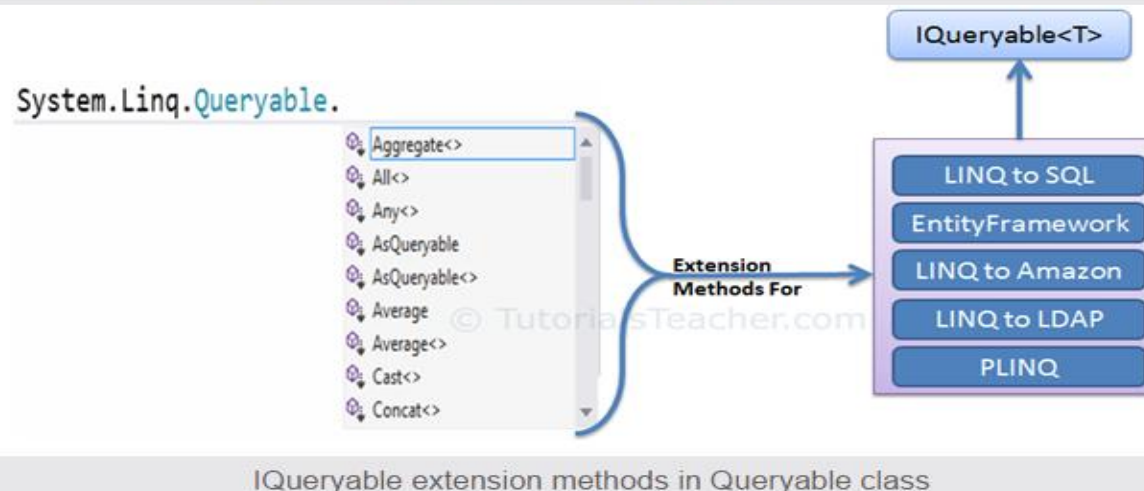 IQueryable<T>
System.Linq.Queryable.
Aggregate<>
All<>
Any<>
AsQueryable
AsQueryable<>
Average
Average<>
Cast<>
Concat<>
Extension
Methods For
LINQ to SQL
EntityFramework
LINQ to Amazon
LINQ to LDAP
PLINQ
© TutorialsTeacher.com
IQueryable extension methods in Queryable class